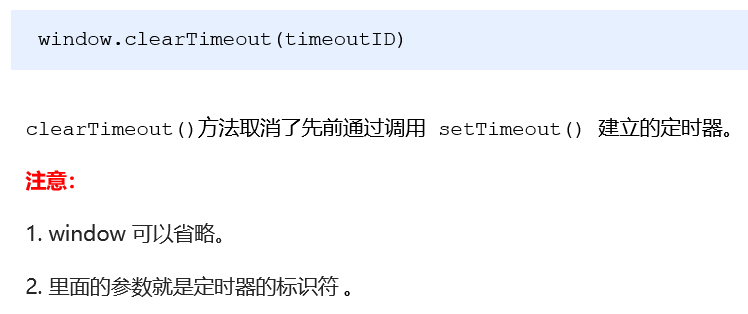 window.clearTimeout(timeoutID)
clearTimeout()方法取消了先前通过调用 setTimeout() 建立的定时器。
注意：
1. window 可以省略。
2. 里面的参数就是定时器的标识符 。